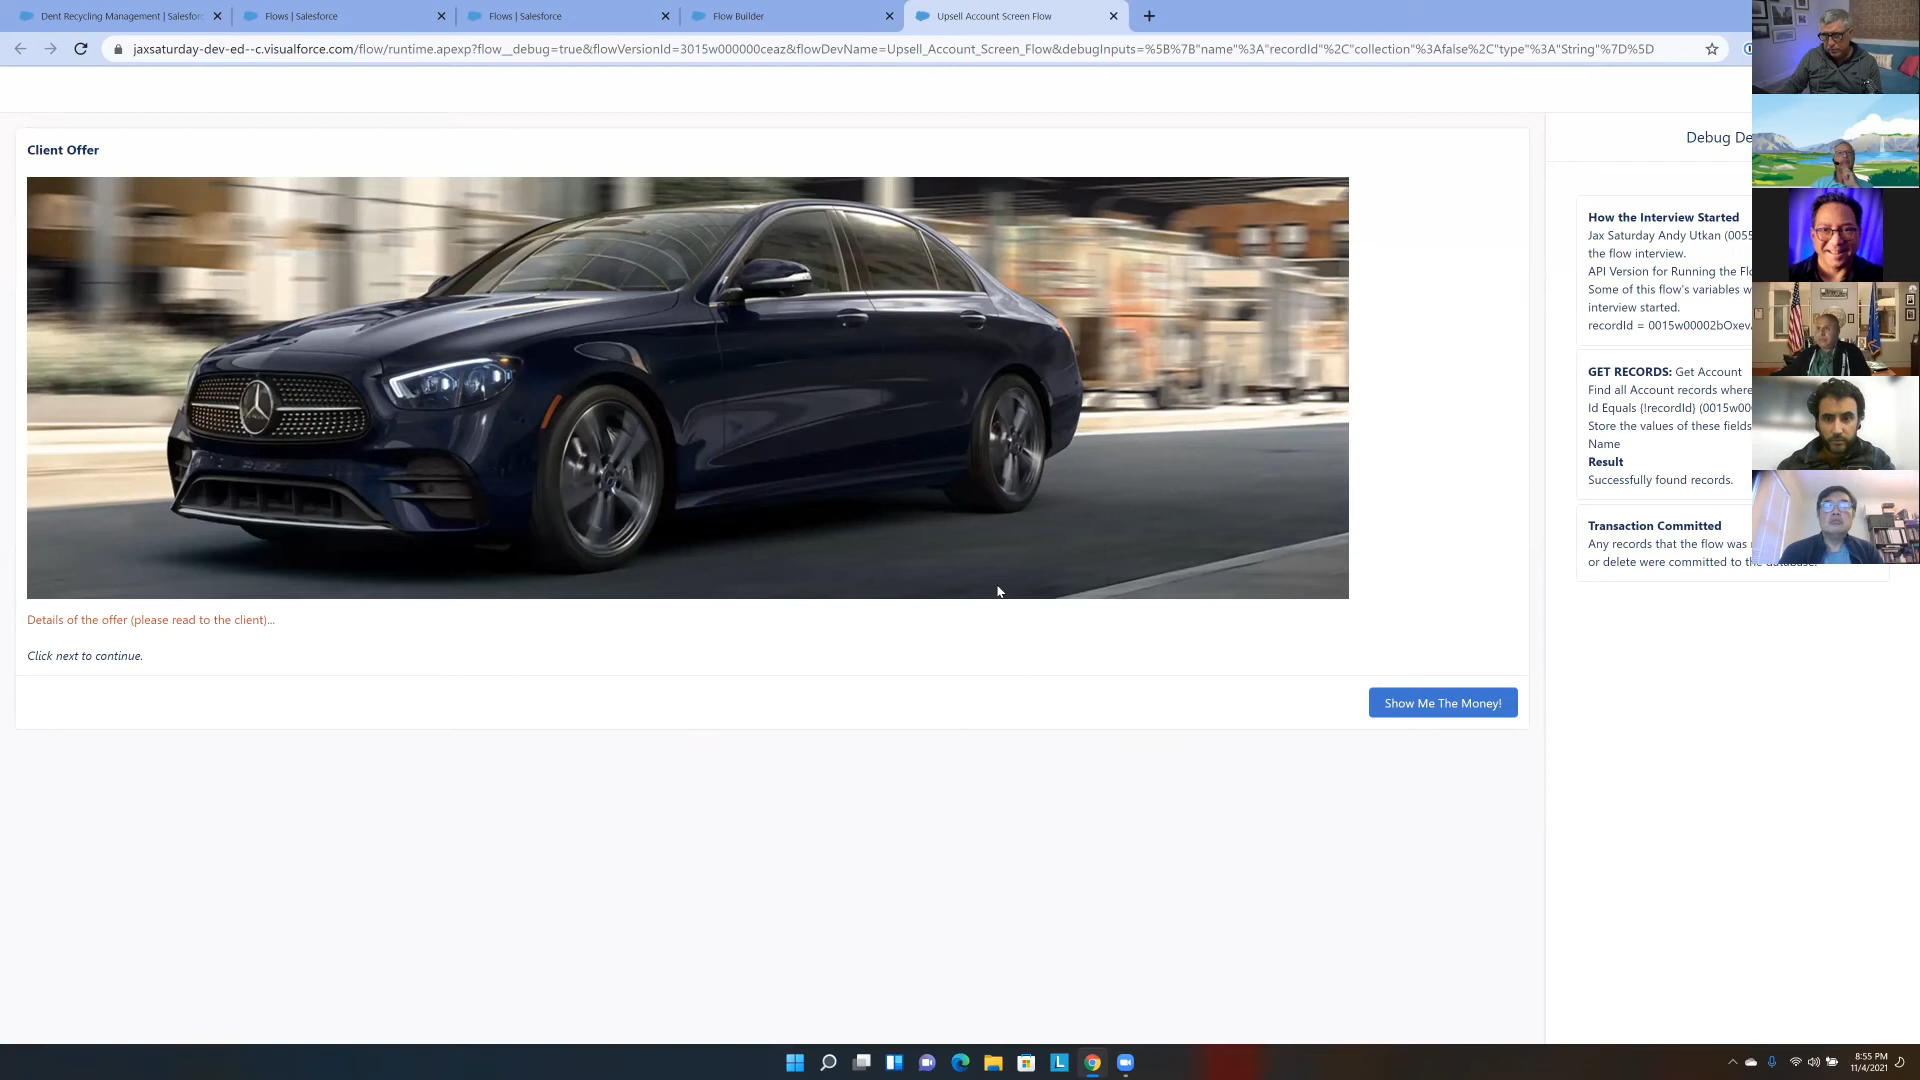 Dent Recycling Management | Salesfor
Flows | Salesforce
Flows | Salesforce
Flow Builder
Upsell Account Screen Flow
jaxsaturday-dev-ed--c.visualforce.com/flow/runtime.apexp?flow__debug=true&flowVersionId=3015w000000ceaz&flowDevName=Upsell_Account_Screen_Flow&debugInputs=%5B%7B"name"%3A"recordId"%2C"collection"%3Afalse%2C"type"%3A"String"%7D%5D
Client Offer
Details of the offer (please read to the client)...
Click next to continue.
Show Me The Money!
Debug De
How the Interview Started
Jax Saturday Andy Utkan (0055
the flow interview.
API Version for Running the Flo
Some of this flow's variables w
interview started.
recordId = 0015w00002bOxev
GET RECORDS: Get Account
Find all Account records where
Id Equals {!recordId} (0015w00
Store the values of these fields
Name
Result
Successfully found records.
Transaction Committed
Any records that the flow was
or delete were committed to the database.
L
8:55 PM
11/4/2021